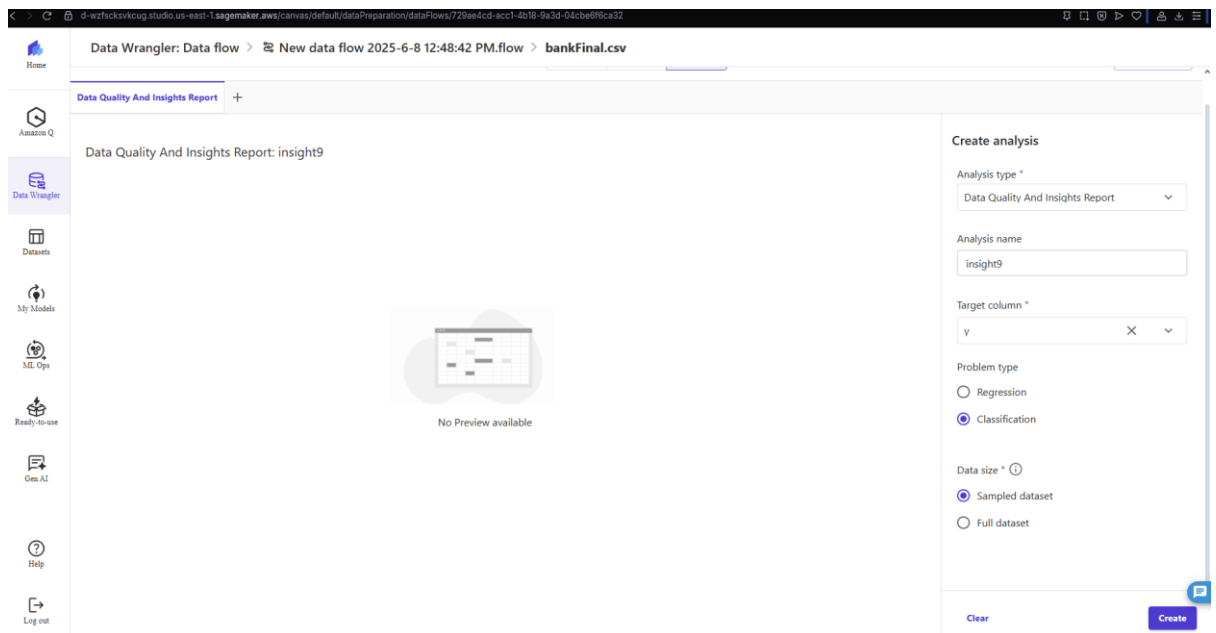 d-wzfscksvkcug.studio.us-east-1.sagemaker.aws/canvas/default/dataPreparation/dataFlows/729ae4cd-acc1-4b18-9a3d-04cbe6f6ca32
Data Wrangler: Data flow > New data flow 2025-6-8 12:48:42 PM.flow > bankFinal.csv
Home
Amazon Q
Data Wrangler
Datasets
My Models
ML Ops
Ready-to-use
Gen AI
Help
Log out
Data Quality And Insights Report +
Data Quality And Insights Report: insight9
No Preview available
Create analysis
Analysis type *
Data Quality And Insights Report
Analysis name
insight9
Target column *
y
Problem type
Regression
Classification
Data size *
Sampled dataset
Full dataset
Clear
Create